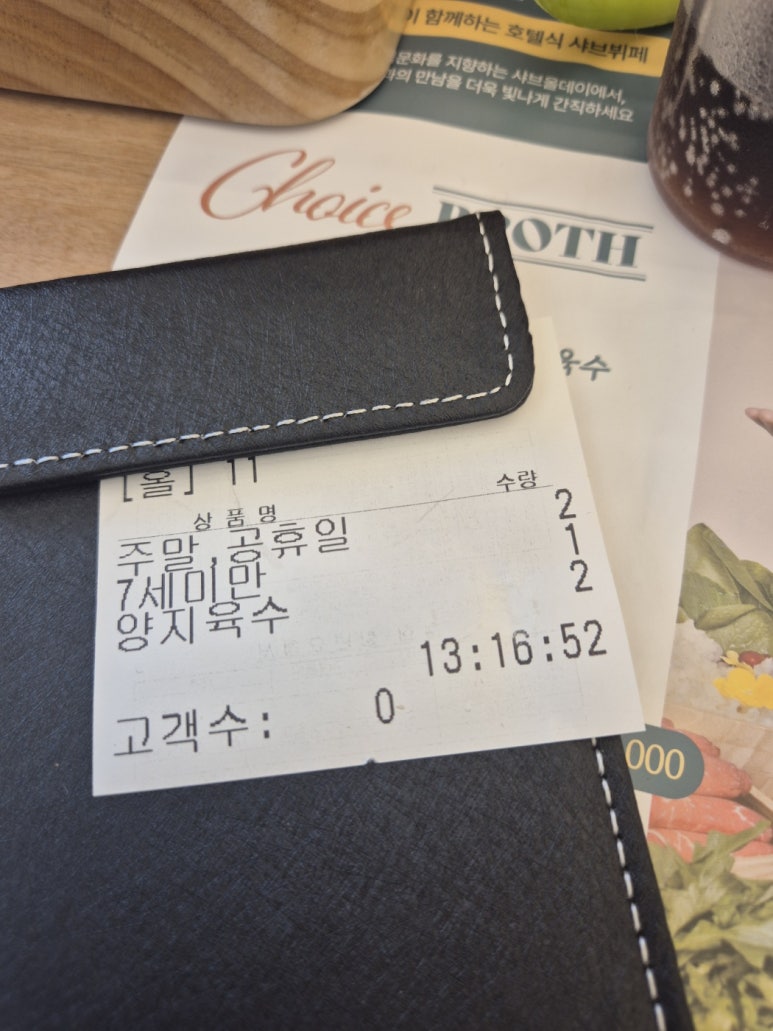 이 함께하는 호텔식 샤브뷔페
문화를 지향하는 샤브올데이에서,
의 만남을 더욱 빛나게 간직하세요
Choice BROTH
육수
[홀] 11
상 품 명 수량
주말,공휴일 2
7세미만 1
양지육수 2
13:16:52
고객수: 0
000